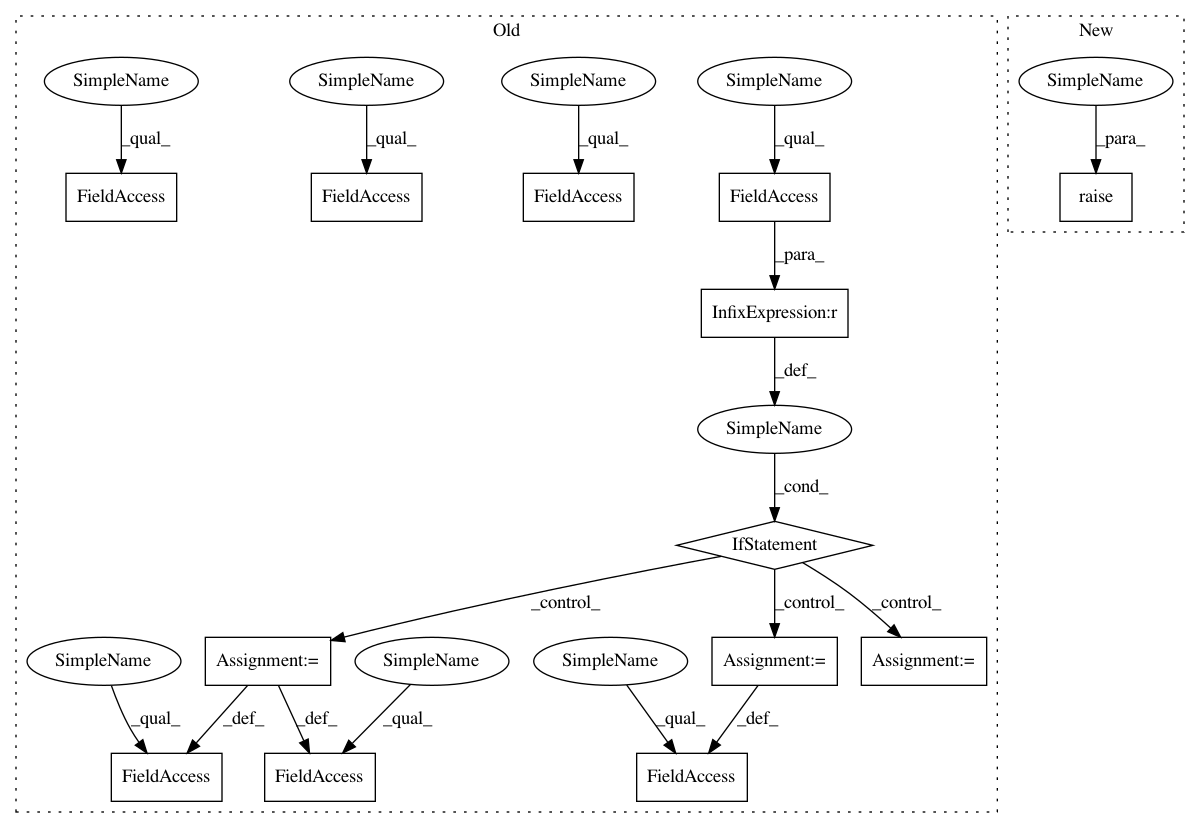 Old
New
SimpleName
SimpleName
SimpleName
SimpleName
SimpleName
_qual_
_qual_
_qual_
_qual_
_para_
FieldAccess
FieldAccess
FieldAccess
FieldAccess
raise
_para_
InfixExpression:r
_def_
SimpleName
_cond_
IfStatement
_control_
_control_
_control_
SimpleName
Assignment:=
SimpleName
SimpleName
Assignment:=
Assignment:=
_qual_
_def_
_def_
_qual_
_qual_
_def_
FieldAccess
FieldAccess
FieldAccess